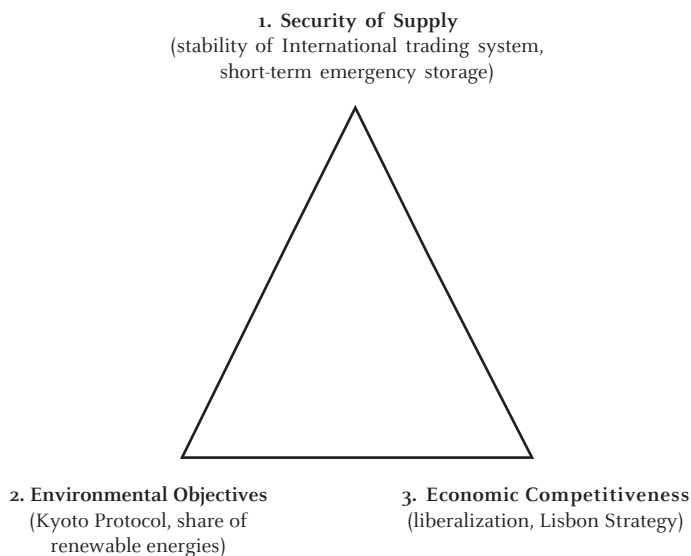 1. Security of Supply
(stability of International trading system,
short-term emergency storage)
2. Environmental Objectives
(Kyoto Protocol, share of
renewable energies)
3. Economic Competitiveness
(liberalization, Lisbon Strategy)